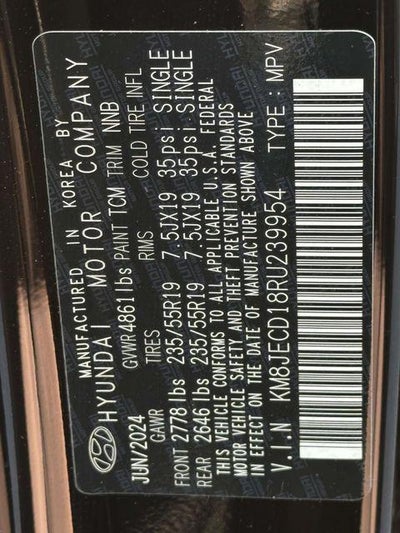 MANUFACTURED IN KOREA BY
HYUNDAI MOTOR COMPANY
JUN/2024 GVWR 4861 lbs PAINT TCM TRIM NNB
GAWR TIRES RIMS COLD TIRE INFL
FRONT 2778 lbs 235/55R19 7.5JX19 35psi SINGLE
REAR 2646 lbs 235/55R19 7.5JX19 35psi SINGLE
THIS VEHICLE CONFORMS TO ALL APPLICABLE U.S.A. FEDERAL
MOTOR VEHICLE SAFETY AND THEFT PREVENTION STANDARDS
IN EFFECT ON THE DATE OF MANUFACTURE SHOWN ABOVE
V.I.N KM8JECD18RU239954 TYPE : MPV